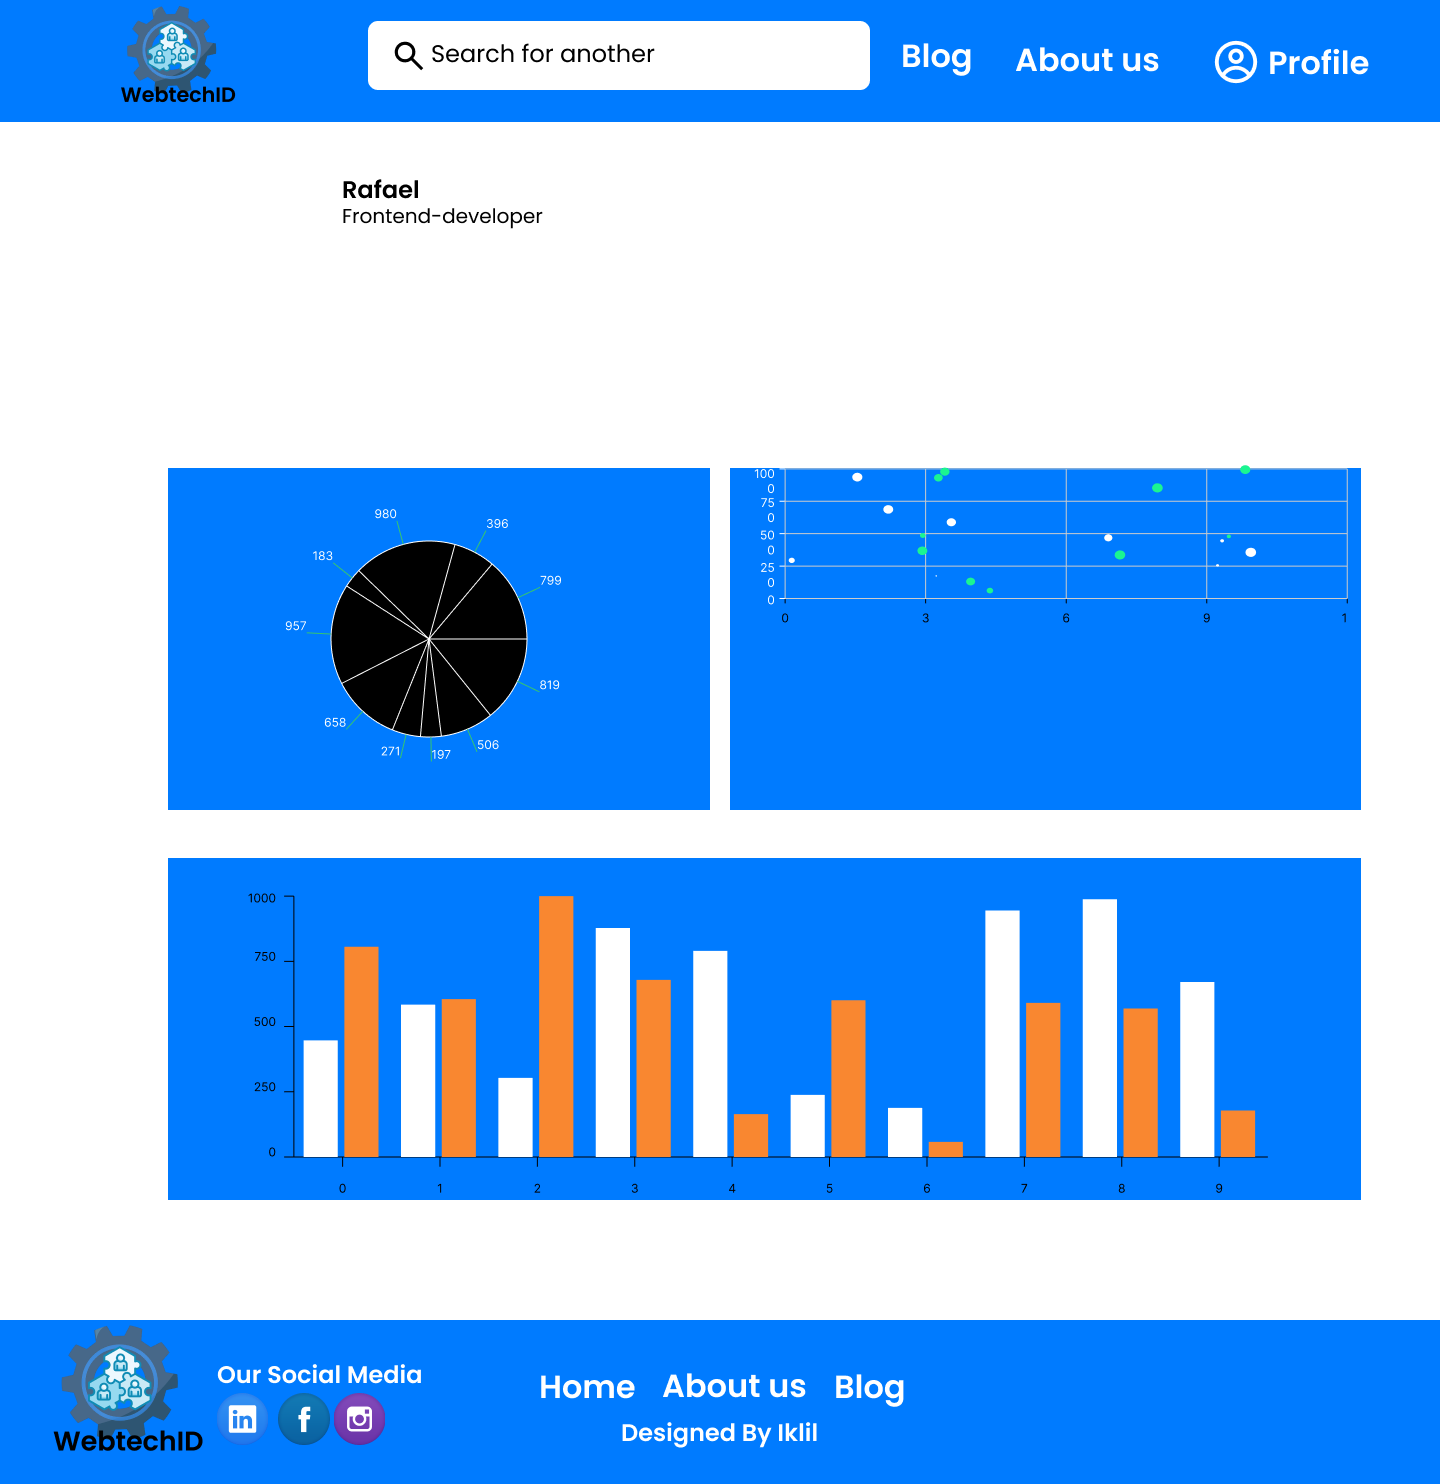 WebtechID
Search for another
Blog
About us
Profile
Rafael
Frontend-developer
980
396
183
799
957
819
658
506
271
197
100
0
75
0
50
0
25
0
0
0 3 6 9 1
1000
750
500
250
0
0 1 2 3 4 5 6 7 8 9
Our Social Media
in
f
WebtechID
Home
About us
Blog
Designed By Iklil